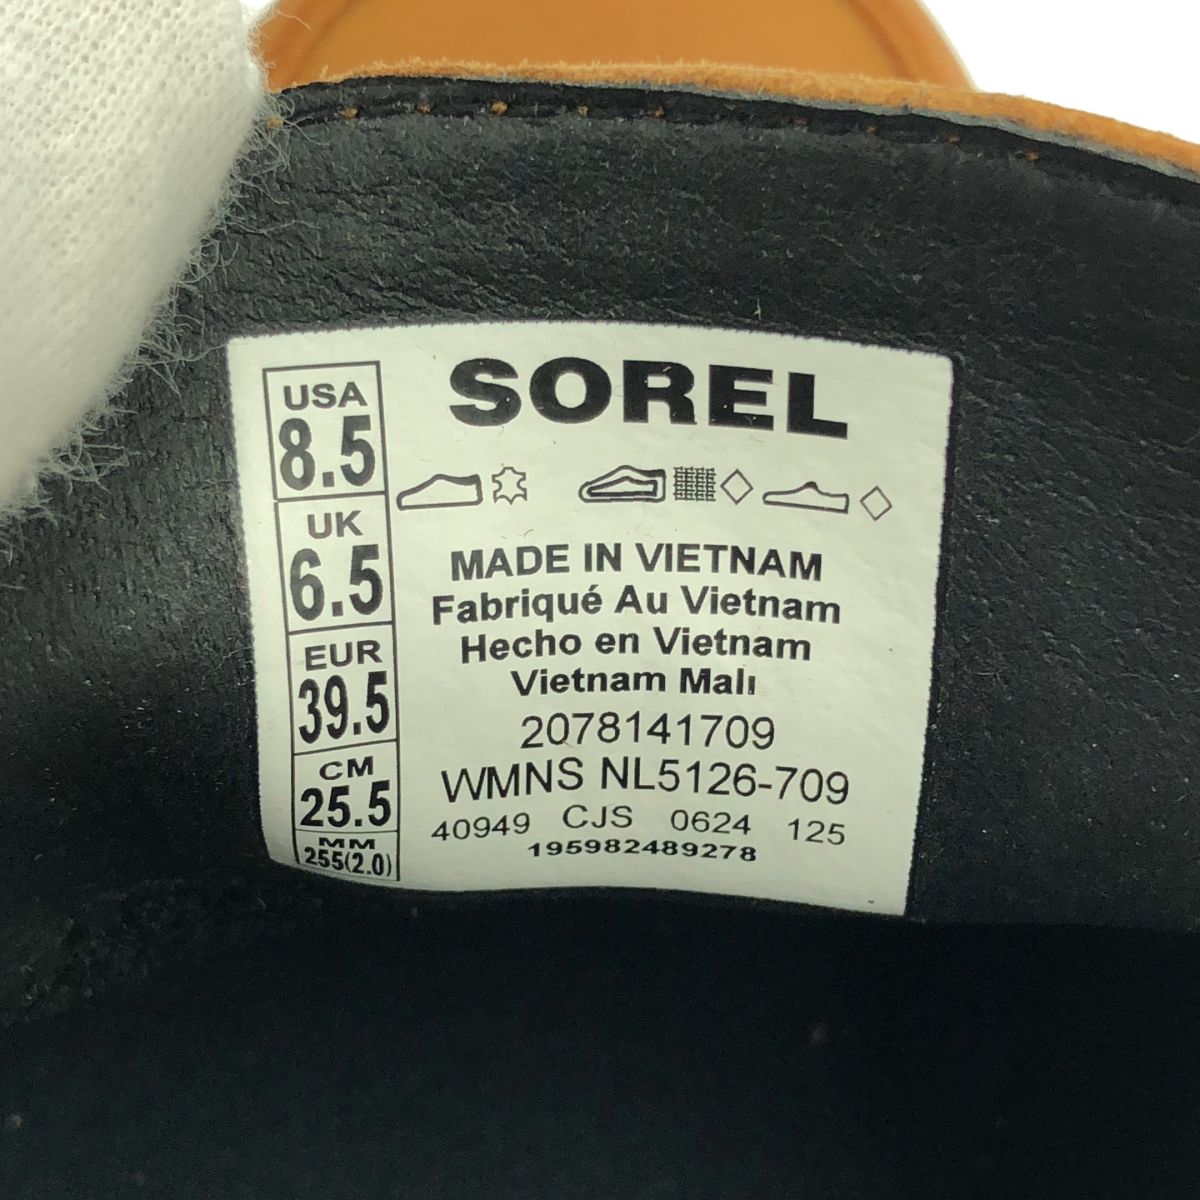 SOREL
USA
8.5
UK
6.5
EUR
39.5
CM
25.5
MM
255(2.0)
MADE IN VIETNAM
Fabriqué Au Vietnam
Hecho en Vietnam
Vietnam Malı
2078141709
WMNS NL5126-709
40949 CJS 0624 125
195982489278